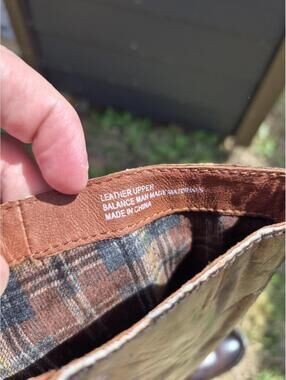 LEATHER UPPER
BALANCE MAN MADE MATERIALS
MADE IN CHINA